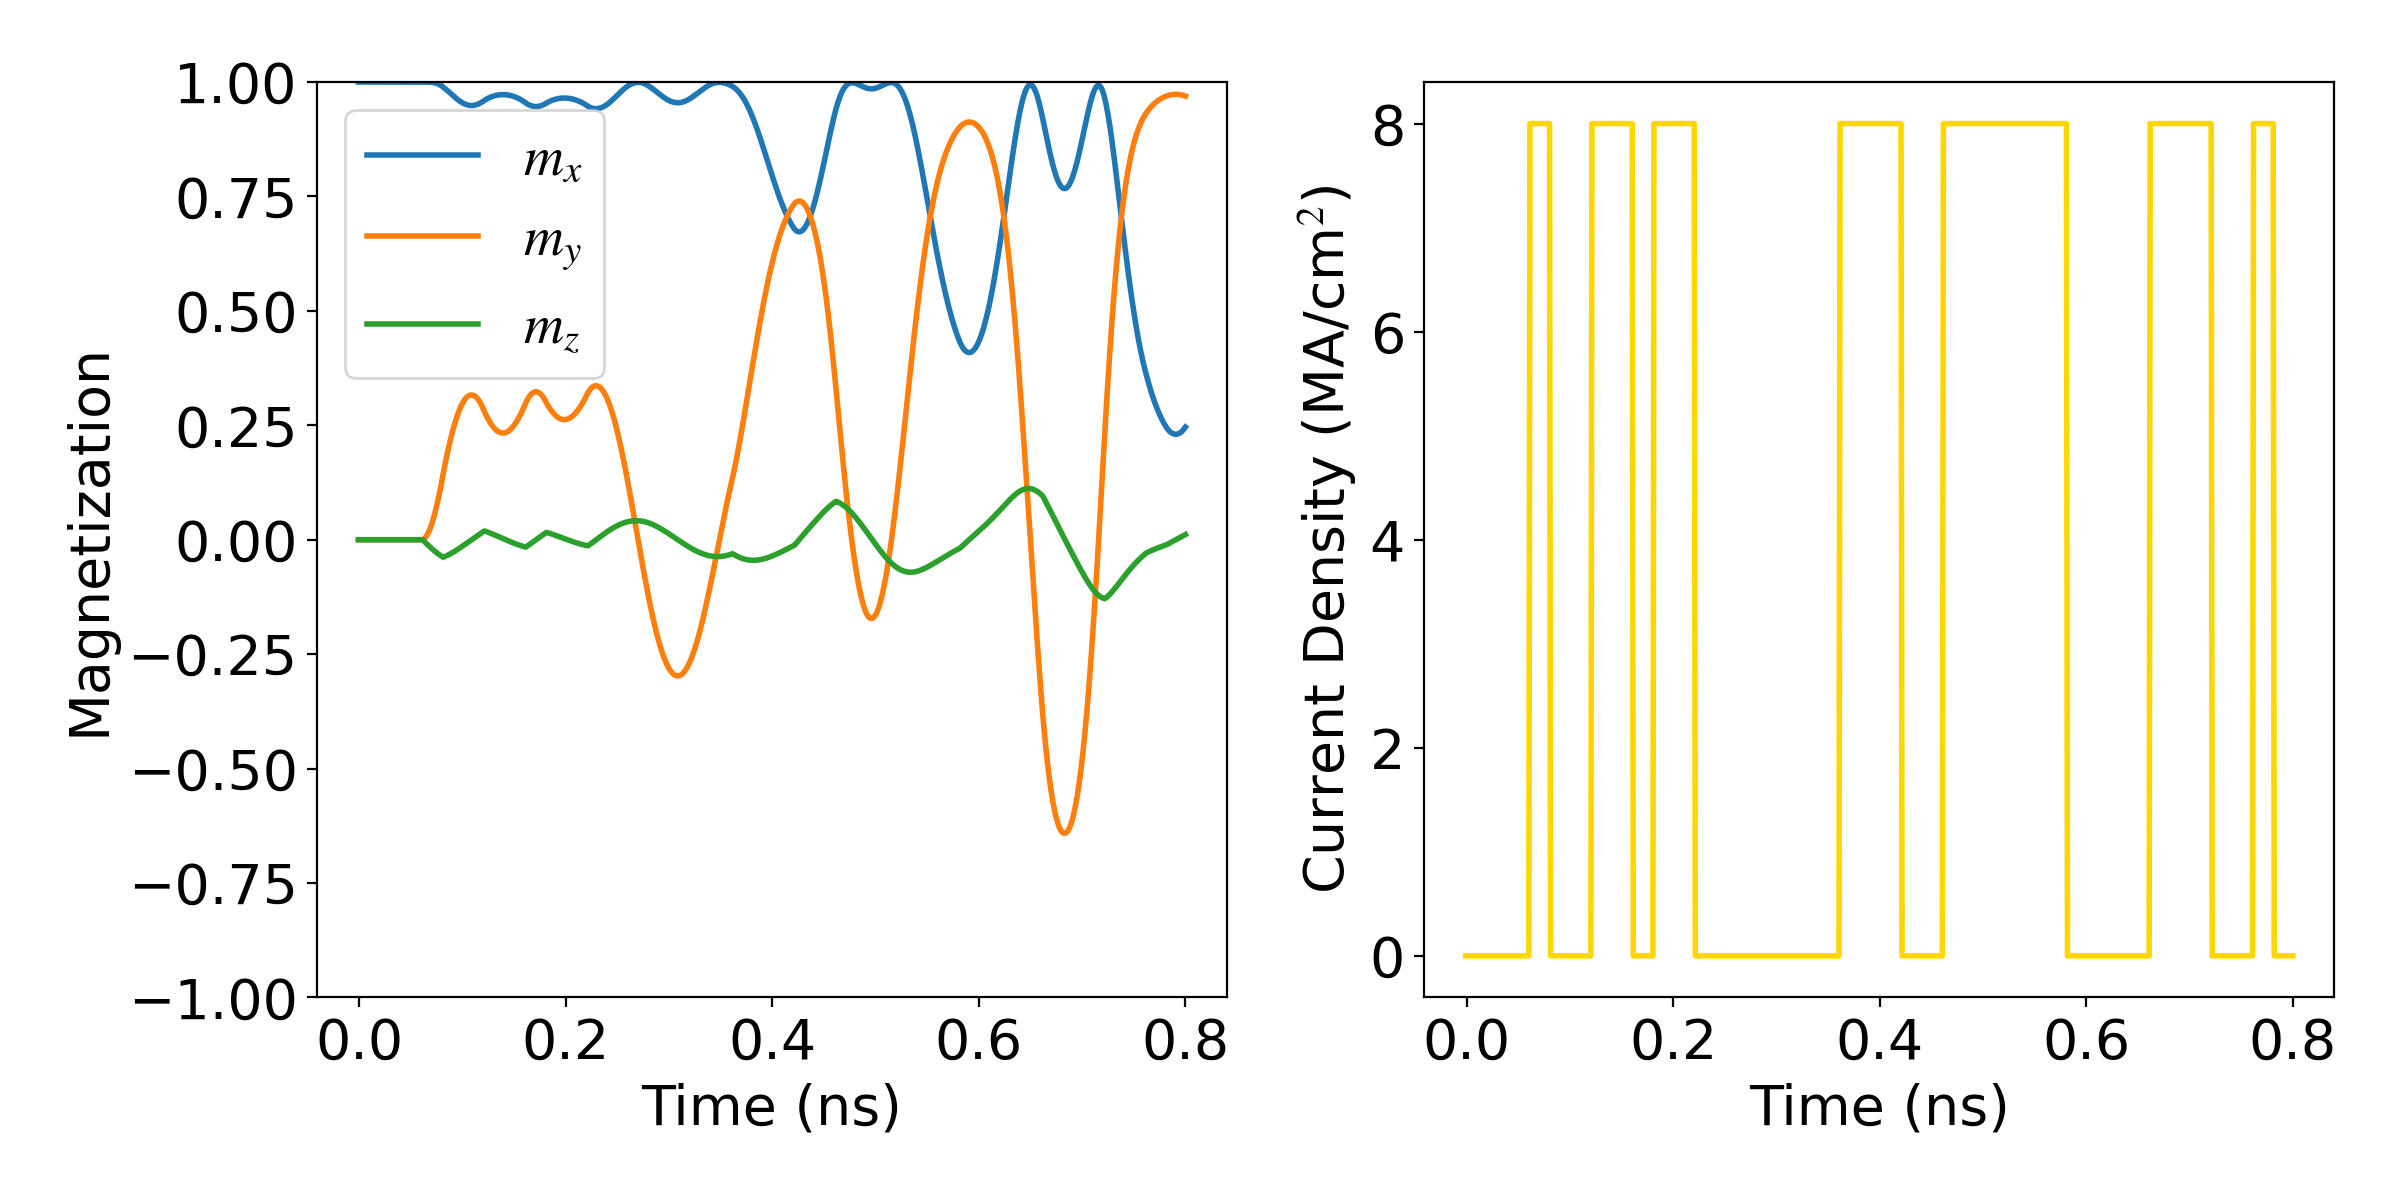 Magnetization
1.00
0.75
0.50
0.25
0.00
−0.25
−0.50
−0.75
−1.00
0.0 0.2 0.4 0.6 0.8
Time (ns)
mₓ
m_y
m_z
Current Density (MA/cm²)
8
6
4
2
0
0.0 0.2 0.4 0.6 0.8
Time (ns)